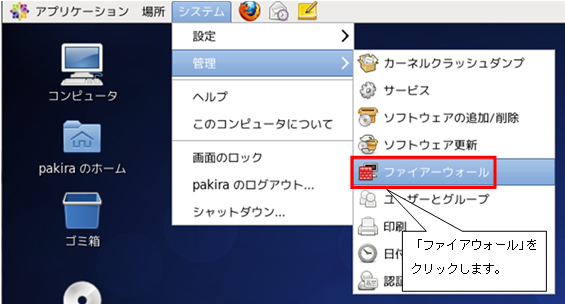 アプリケーション 場所 システム
設定
管理
ヘルプ
このコンピュータについて
画面のロック
pakira のログアウト...
シャットダウン...
カーネルクラッシュダンプ
サービス
ソフトウェアの追加/削除
ソフトウェア更新
ファイアーウォール
ユーザーとグループ
印刷
日付
認証
「ファイアウォール」を
クリックします。
コンピュータ
pakira のホーム
ゴミ箱